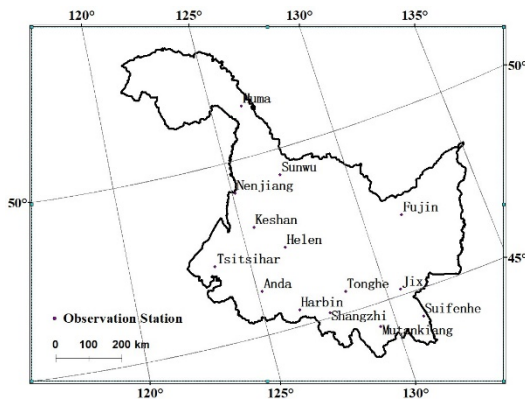 120° 125° 130° 135°
50°
Huma
Sunwu
Nenjiang
50°
Fujin
Keshan
Helen
45°
Tsitsihar
Anda
Tonghe
Jixi
Harbin
Shangzhi
Suifenhe
Mutankiang
Observation Station
0 100 200 km
120° 125° 130°